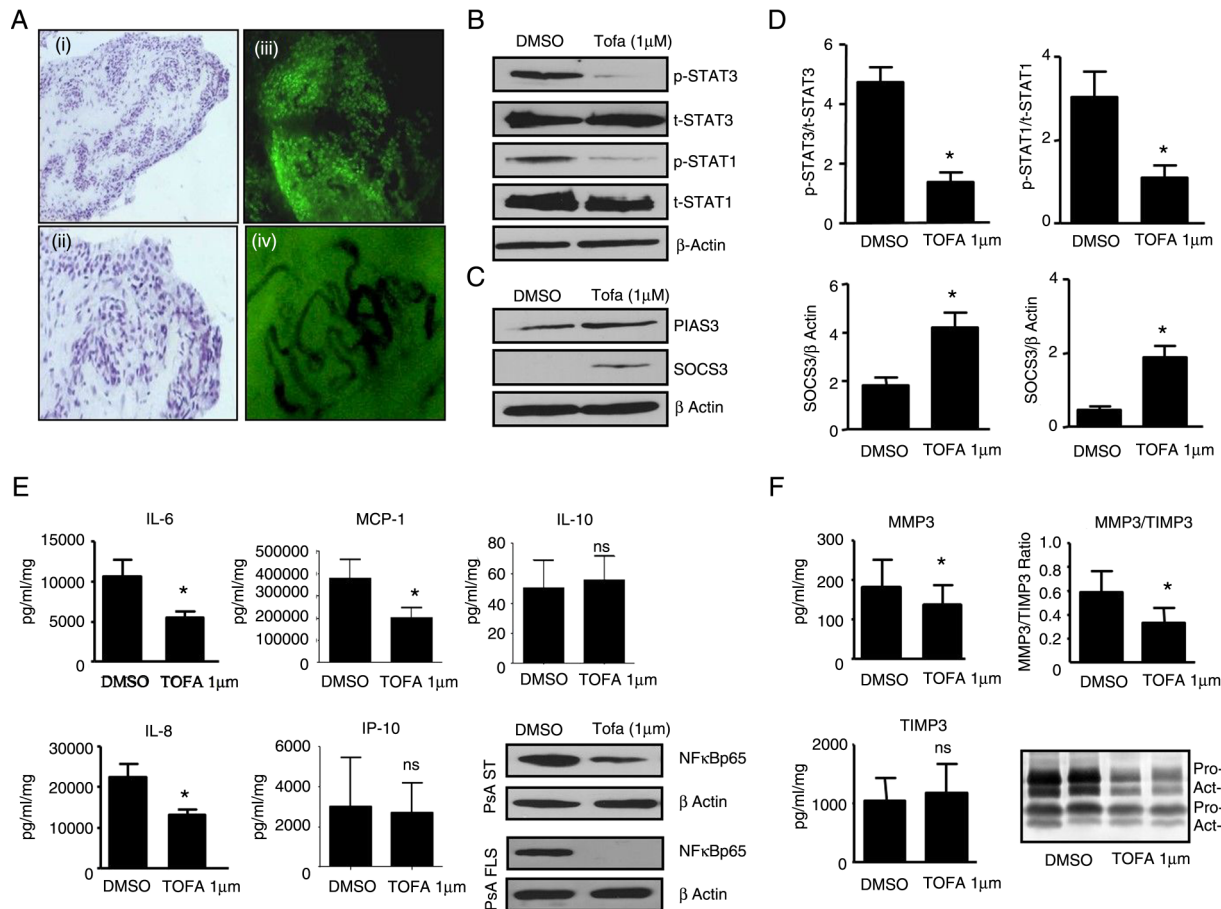 A
(i)
(iii)
(ii)
(iv)
B
DMSO Tofa (1μM)
p-STAT3
t-STAT3
p-STAT1
t-STAT1
β-Actin
C
DMSO Tofa (1μM)
PIAS3
SOCS3
β Actin
D
p-STAT3/t-STAT3
6
4
2
0
DMSO TOFA 1μm
*
p-STAT1/t-STAT1
4
2
0
DMSO TOFA 1μm
*
SOCS3/β Actin
6
4
2
0
DMSO TOFA 1μm
*
SOCS3/β Actin
4
2
0
DMSO TOFA 1μm
*
E
IL-6
pg/ml/mg
15000
10000
5000
0
*
DMSO TOFA 1μm
MCP-1
pg/ml/mg
500000
400000
300000
200000
100000
0
*
DMSO TOFA 1μm
IL-10
pg/ml/mg
80
60
40
20
0
ns
DMSO TOFA 1μm
IL-8
pg/ml/mg
30000
20000
10000
0
*
DMSO TOFA 1μm
IP-10
pg/ml/mg
6000
4000
2000
0
ns
DMSO TOFA 1μm
DMSO Tofa (1μm)
PsA ST
NFκBp65
β Actin
PsA FLS
NFκBp65
β Actin
F
MMP3
pg/ml/mg
300
200
100
0
*
DMSO TOFA 1μm
MMP3/TIMP3
MMP3/TIMP3 Ratio
1.0
0.8
0.6
0.4
0.2
0
*
DMSO TOFA 1μm
TIMP3
pg/ml/mg
2000
1000
0
ns
DMSO TOFA 1μm
Pro-
Act-
Pro-
Act-
DMSO TOFA 1μm